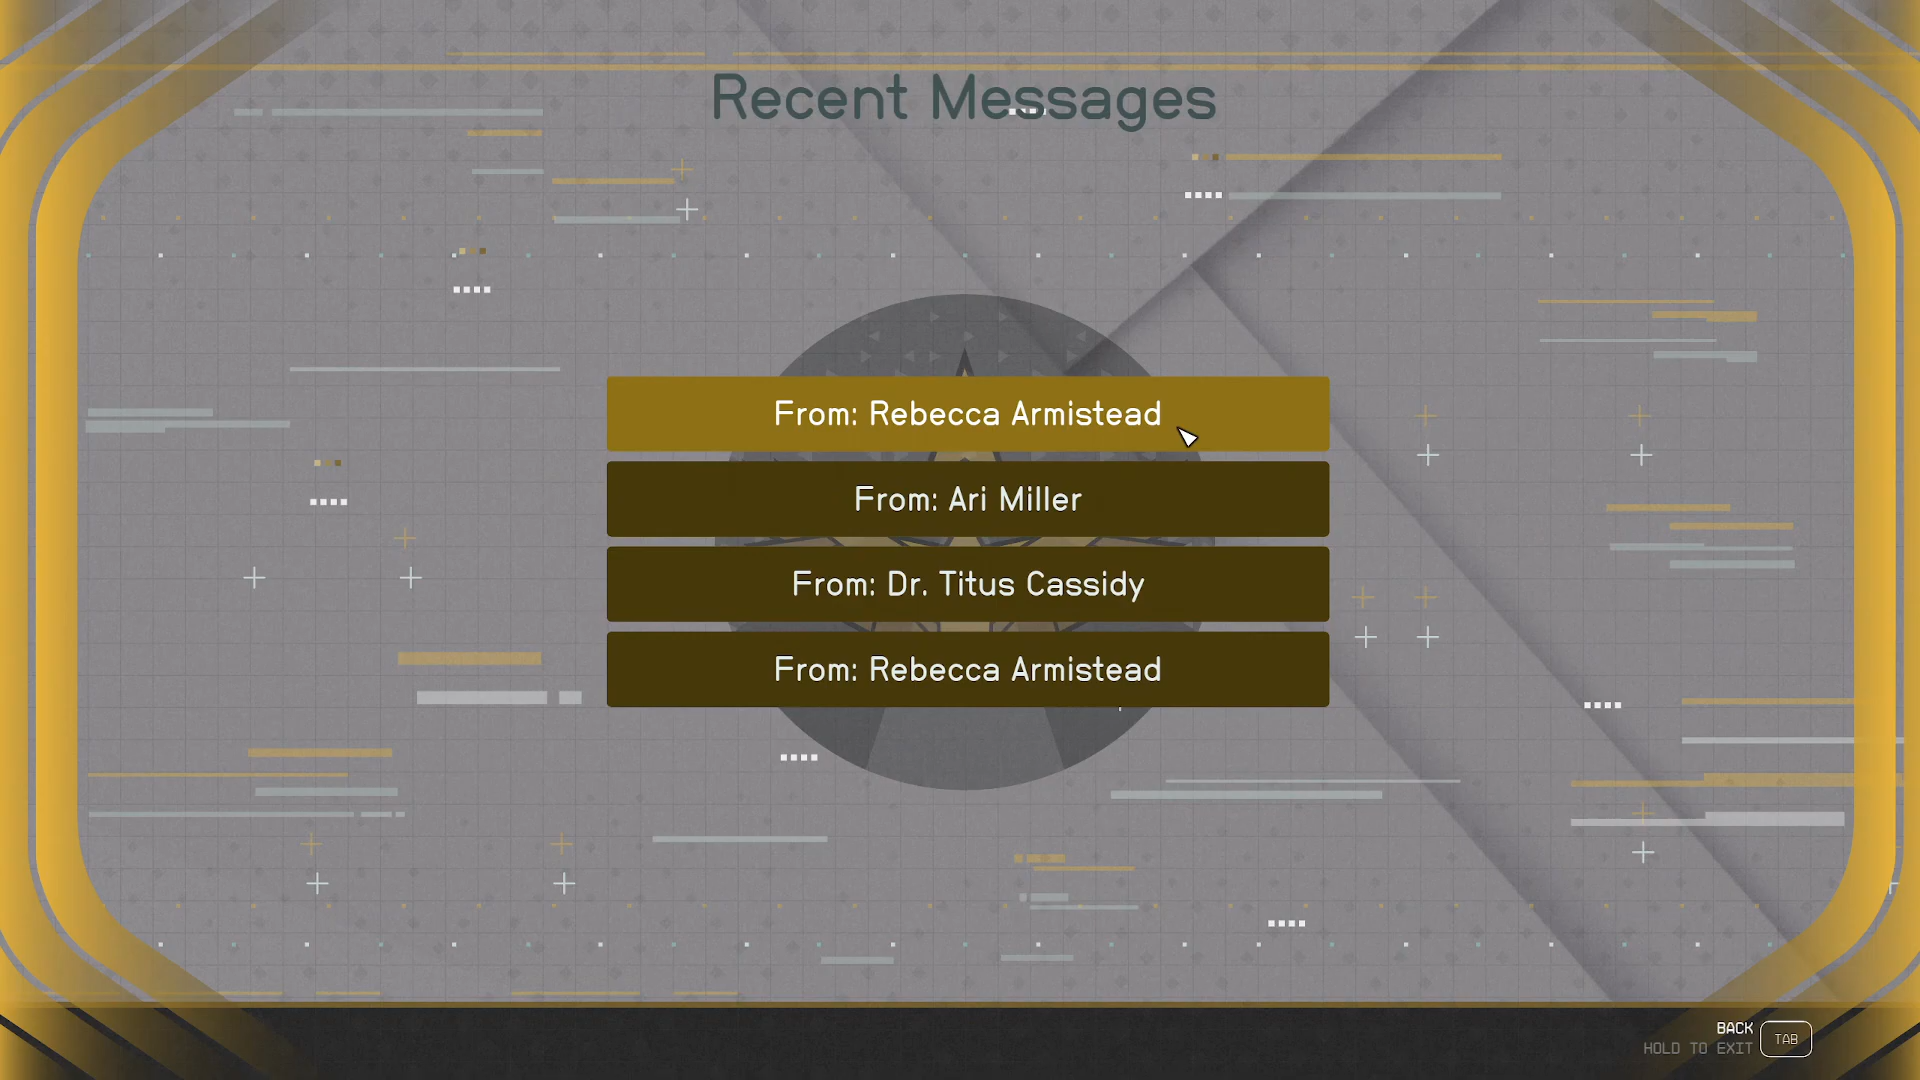 Recent Messages
From: Rebecca Armistead
From: Ari Miller
From: Dr. Titus Cassidy
From: Rebecca Armistead
BACK
HOLD TO EXIT
TAB